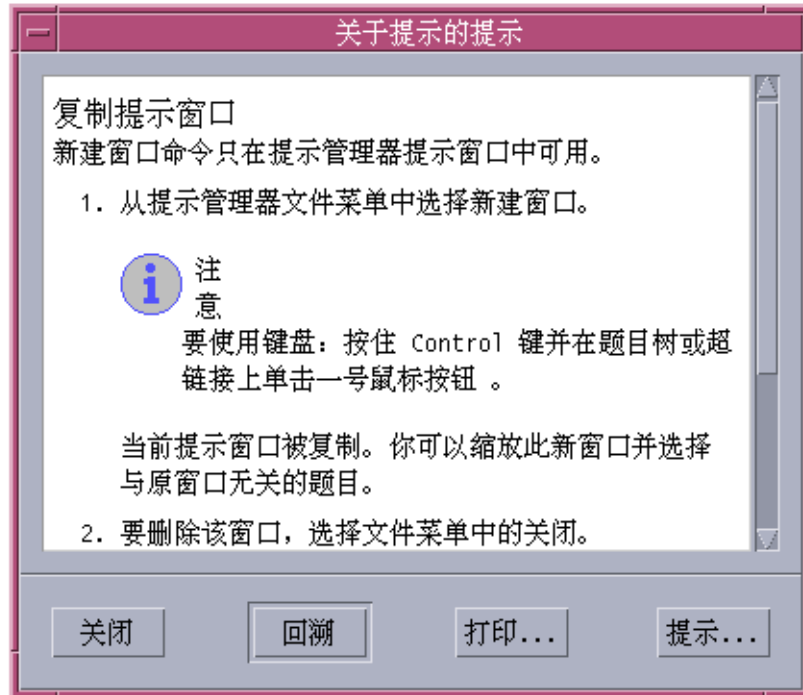 关于提示的提示
复制提示窗口
新建窗口命令只在提示管理器提示窗口中可用。
1. 从提示管理器文件菜单中选择新建窗口。
注
意
要使用键盘：按住 Control 键并在题目树或超
链接上单击一号鼠标按钮 。
当前提示窗口被复制。你可以缩放此新窗口并选择
与原窗口无关的题目。
2. 要删除该窗口，选择文件菜单中的关闭。
关闭
回溯
打印...
提示...